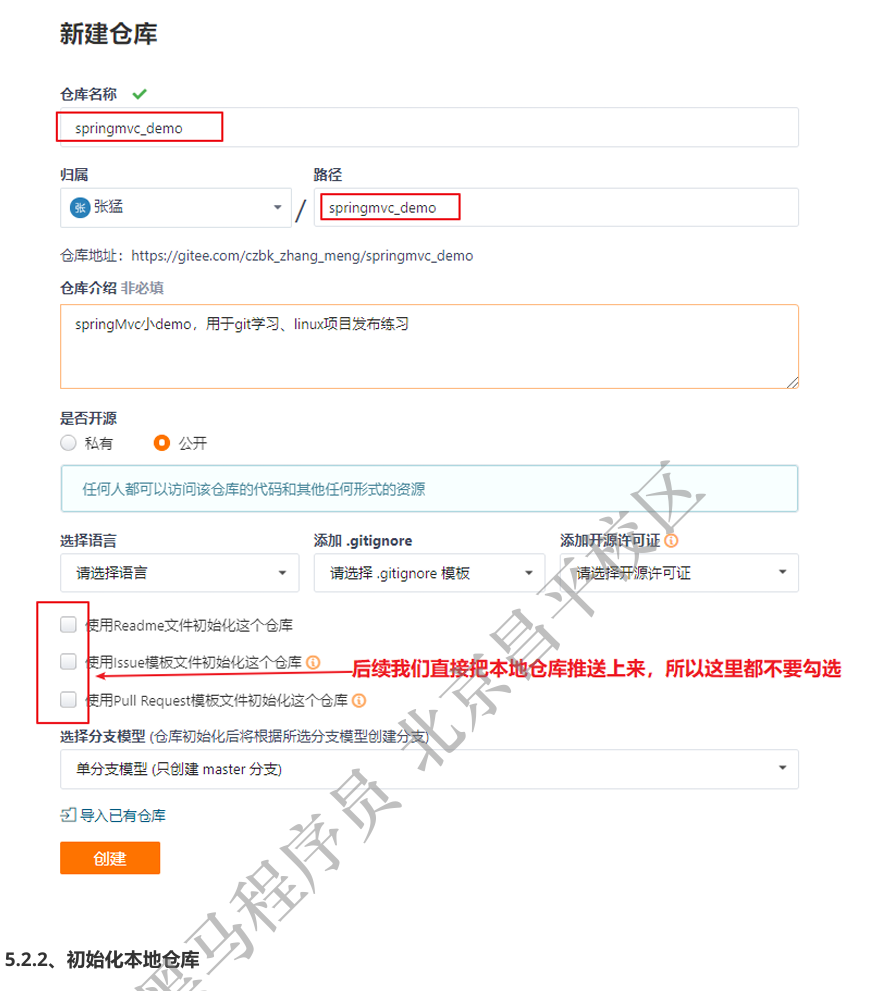 新建仓库
仓库名称
springmvc_demo
归属 路径
张 张猛 / springmvc_demo
仓库地址：https://gitee.com/czbk_zhang_meng/springmvc_demo
仓库介绍 非必填
springMvc小demo，用于git学习、linux项目发布练习
是否开源
私有 公开
任何人都可以访问该仓库的代码和其他任何形式的资源
选择语言 添加 .gitignore 添加开源许可证
请选择语言 请选择 .gitignore 模板 请选择开源许可证
使用Readme文件初始化这个仓库
使用Issue模板文件初始化这个仓库
后续我们直接把本地仓库推送上来，所以这里都不要勾选
使用Pull Request模板文件初始化这个仓库
选择分支模型 (仓库初始化后将根据所选分支模型创建分支)
单分支模型 (只创建 master 分支)
导入已有仓库
创建
5.2.2、初始化本地仓库
黑马程序员 北京昌平校区